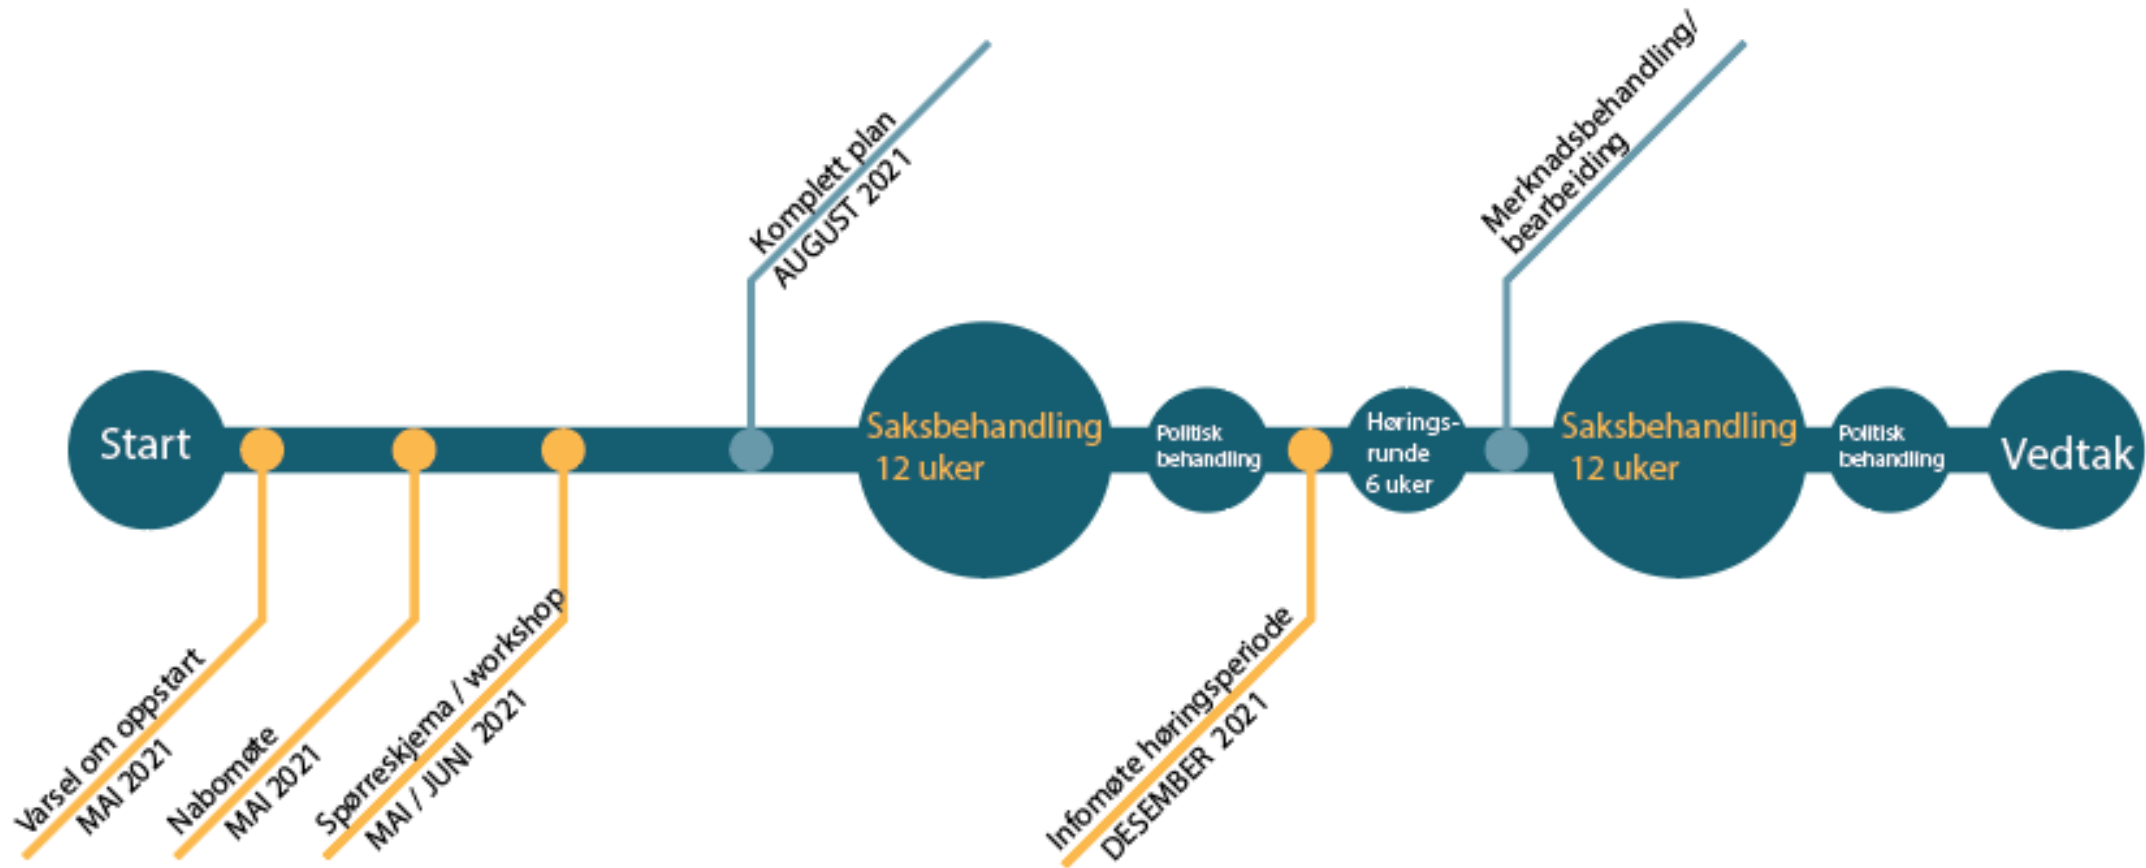 Start
Varsel om oppstart
MAI 2021
Nabomøte
MAI 2021
Spørreskjema / workshop
MAI / JUNI 2021
Komplett plan
AUGUST 2021
Saksbehandling
12 uker
Politisk
behandling
Infomøte høringsperiode
DESEMBER 2021
Hørings-
runde
6 uker
Merknadsbehandling/
bearbeiding
Saksbehandling
12 uker
Politisk
behandling
Vedtak